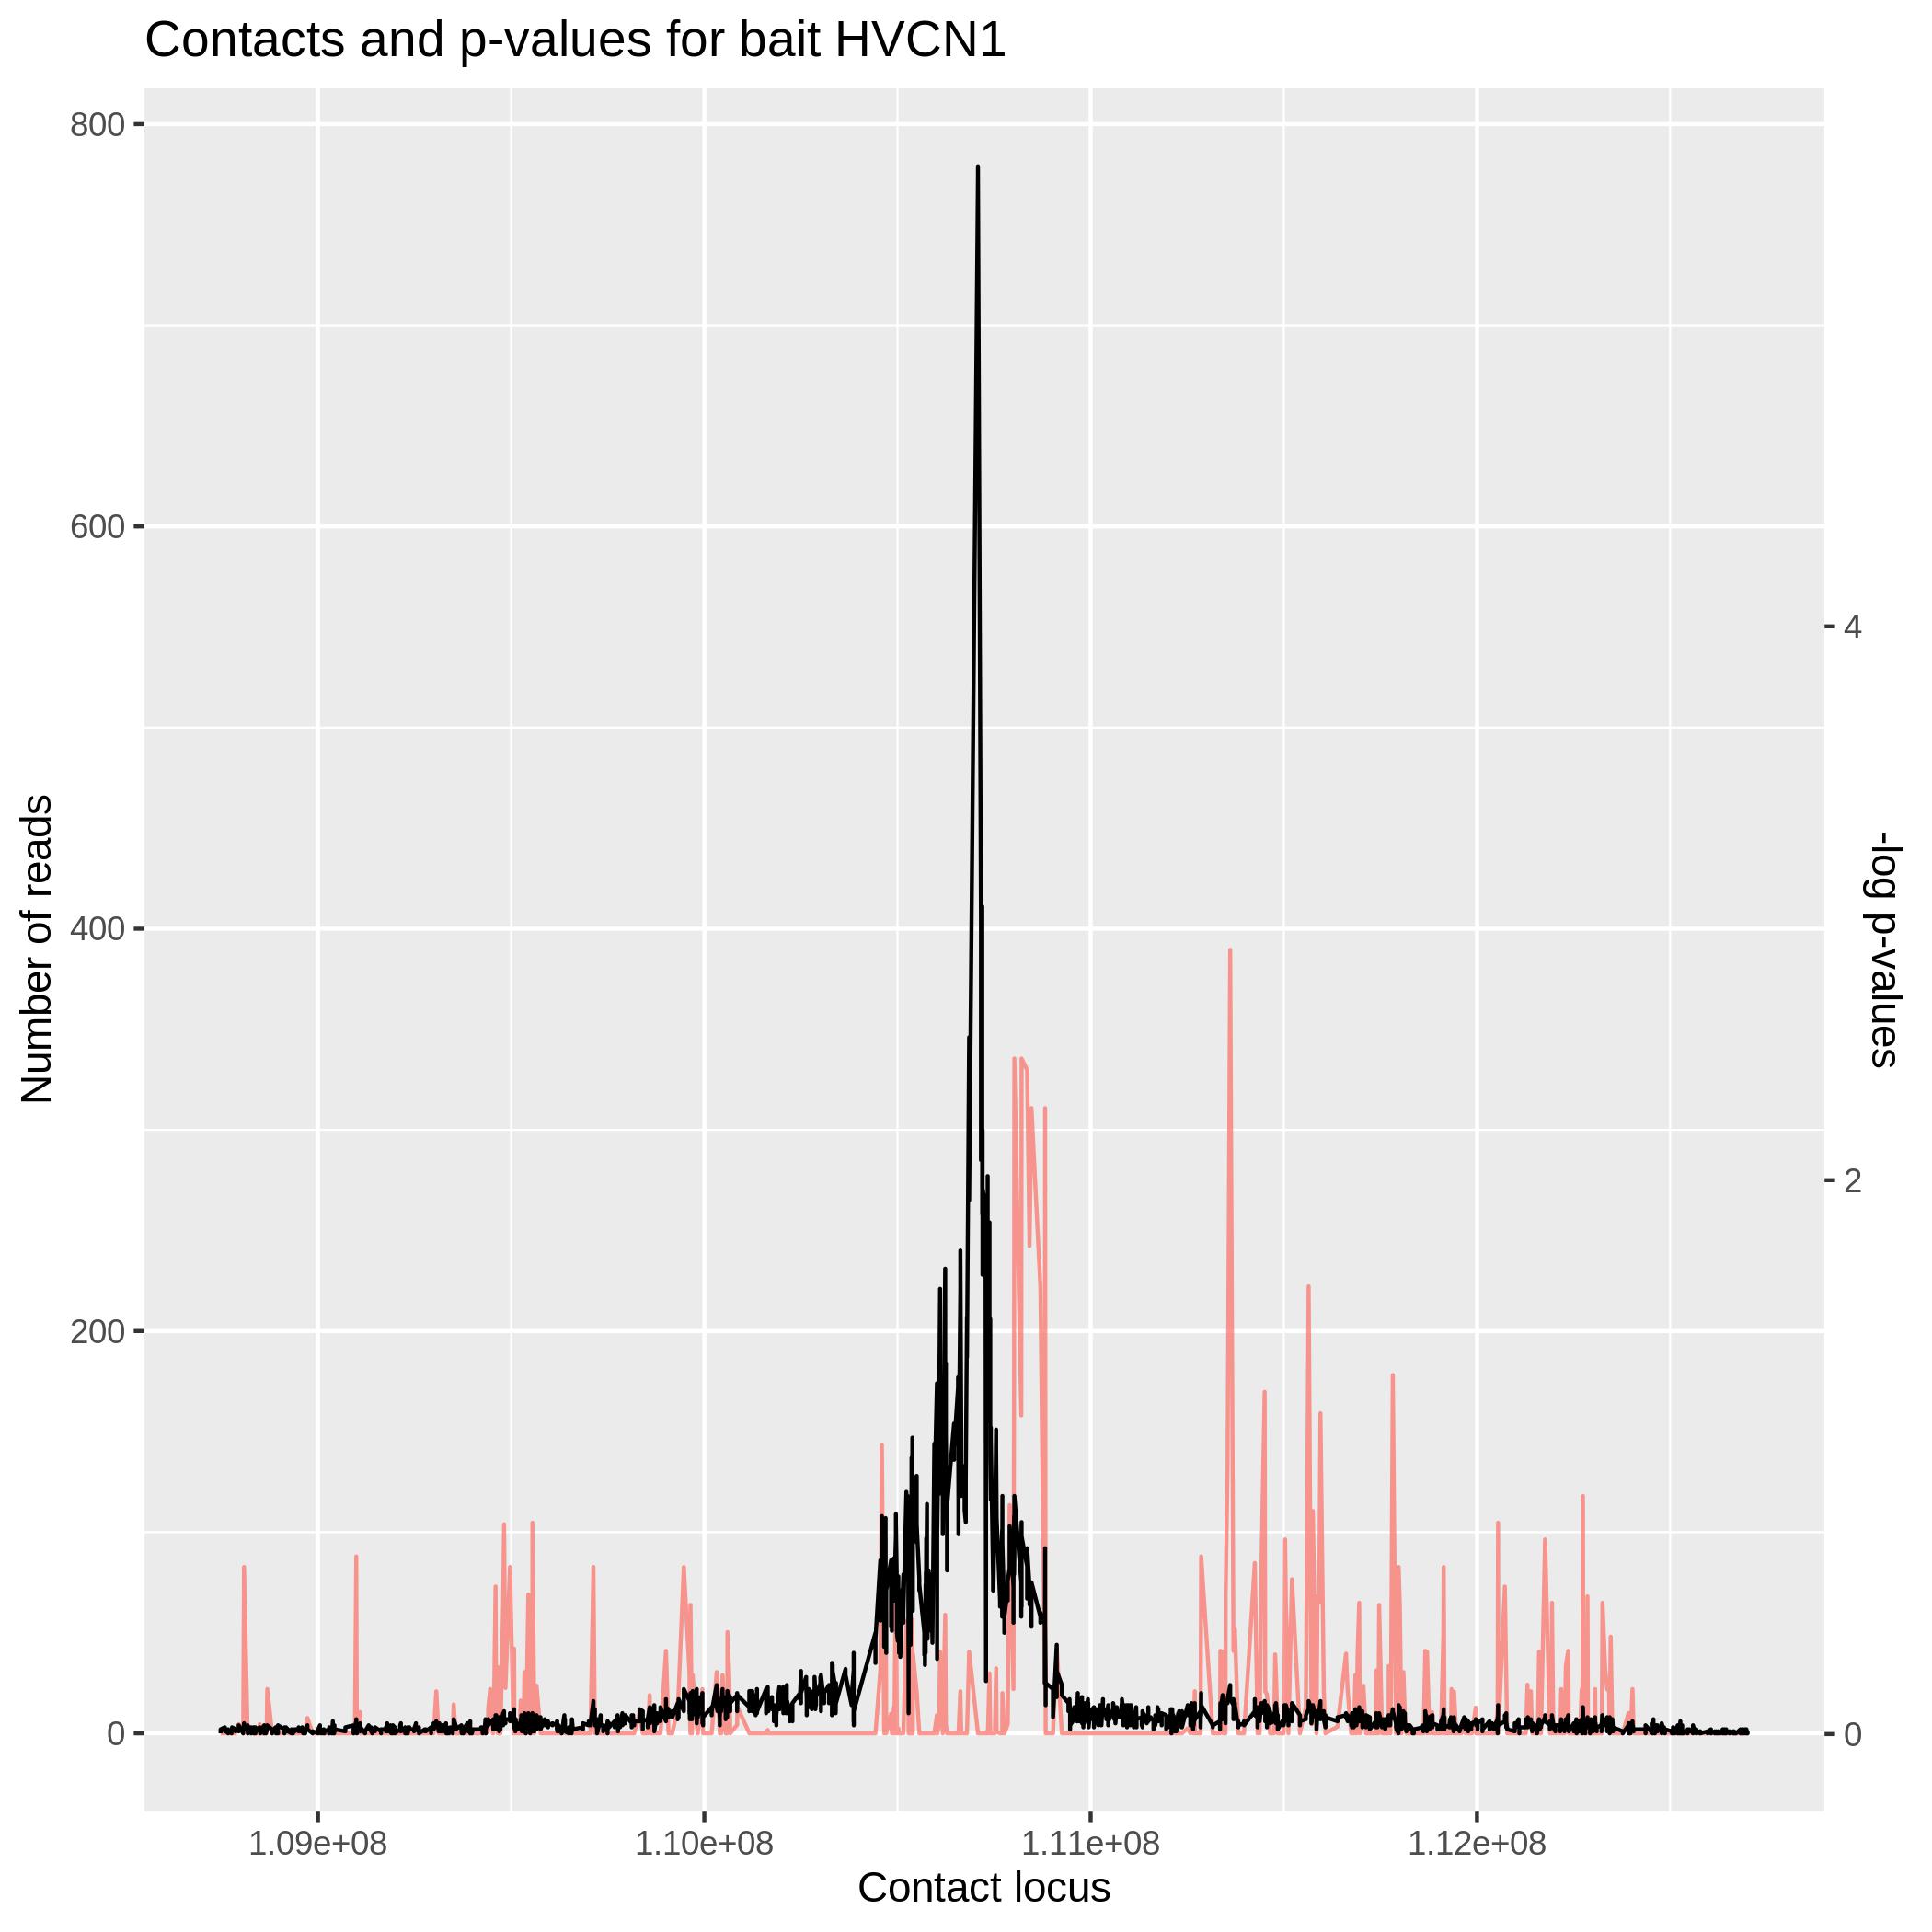 Contacts and p-values for bait HVCN1
800
600
400
200
0
Number of reads
4
2
0
-log p-values
1.09e+08 1.10e+08 1.11e+08 1.12e+08
Contact locus